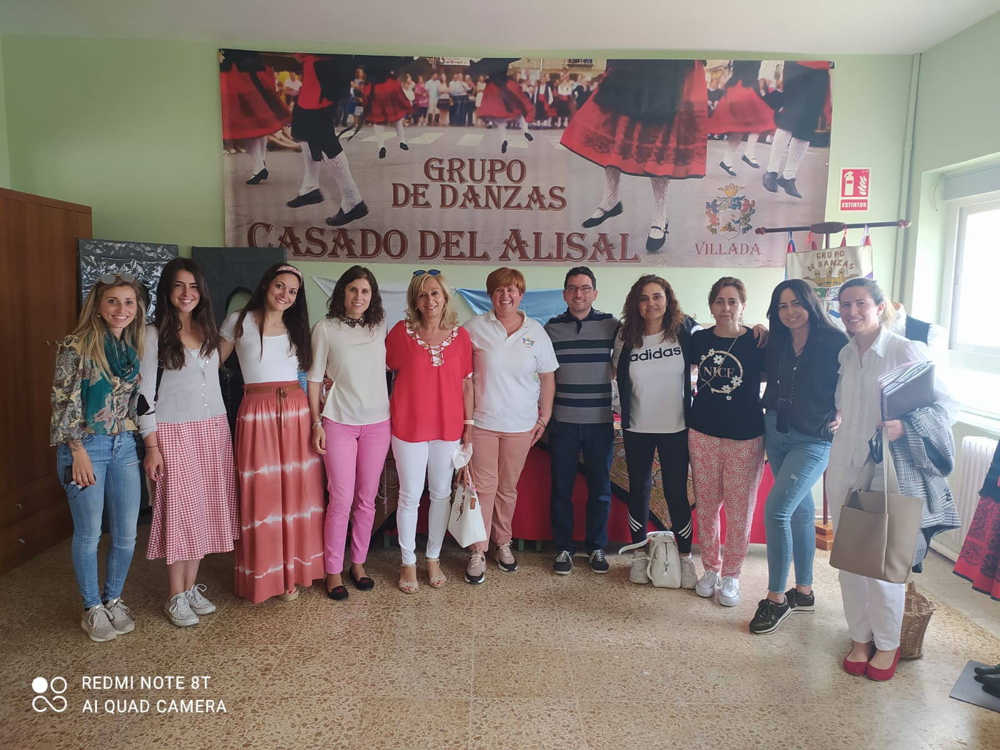 GRUPO
DE DANZAS
CASADO DEL ALISAL
VILLADA
EXTINTOR
GRUPO
DE DANZAS
adidas
NICE
REDMI NOTE 8T
AI QUAD CAMERA